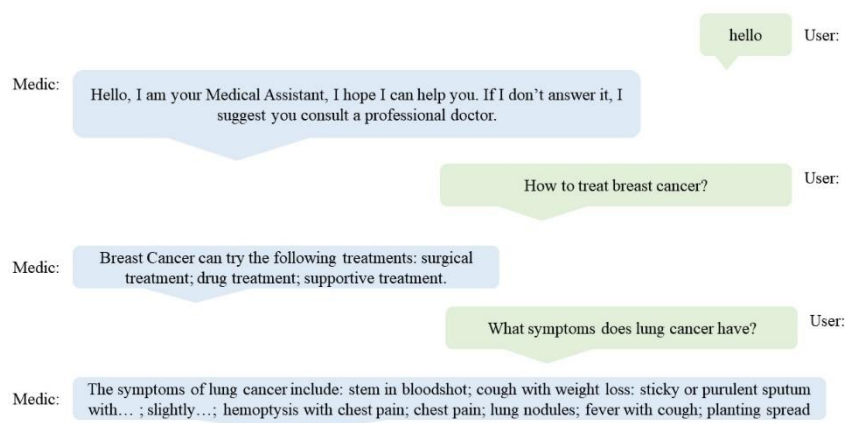 hello
User:
Medic:
Hello, I am your Medical Assistant, I hope I can help you. If I don’t answer it, I
suggest you consult a professional doctor.
How to treat breast cancer?
User:
Medic:
Breast Cancer can try the following treatments: surgical
treatment; drug treatment; supportive treatment.
What symptoms does lung cancer have?
User:
Medic:
The symptoms of lung cancer include: stem in bloodshot; cough with weight loss: sticky or purulent sputum
with… ; slightly…; hemoptysis with chest pain; chest pain; lung nodules; fever with cough; planting spread